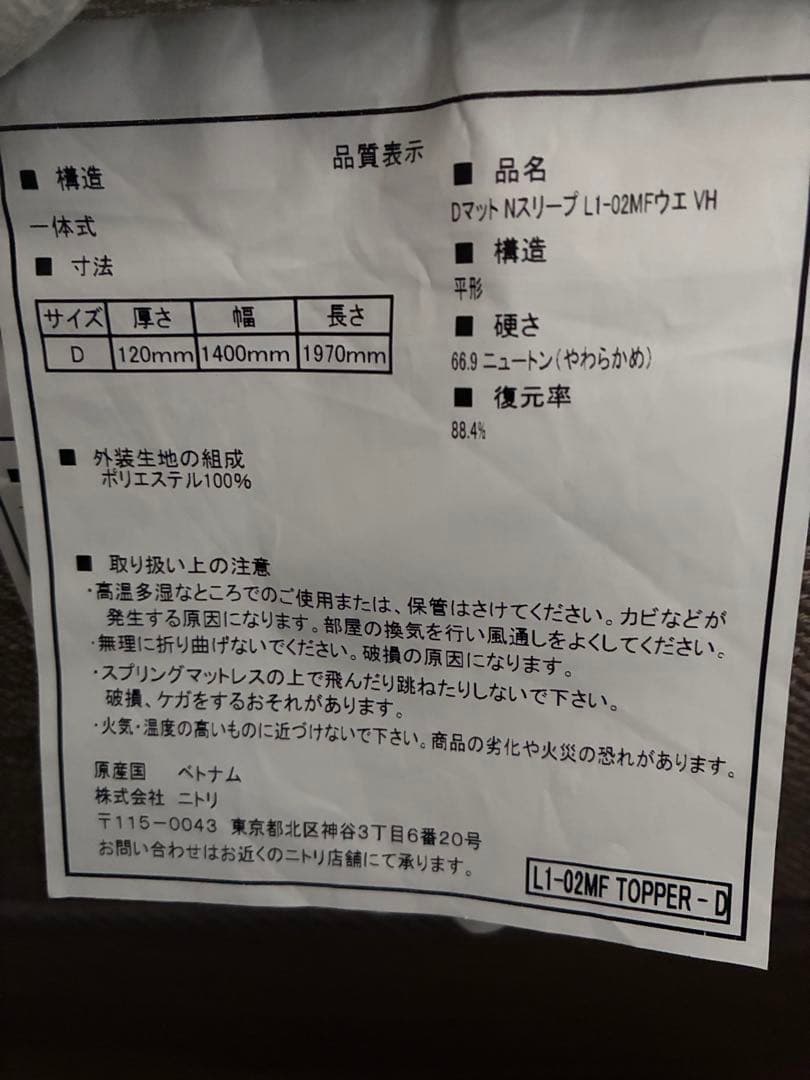 品質表示
■ 構造
一体式
■ 寸法
サイズ 厚さ 幅 長さ
D 120mm 1400mm 1970mm
■ 外装生地の組成
ポリエステル100%
■ 品名
Dマット Nスリープ L1-02MFウエ VH
■ 構造
平形
■ 硬さ
66.9 ニュートン(やわらかめ)
■ 復元率
88.4%
■ 取り扱い上の注意
・高温多湿なところでのご使用または、保管はさけてください。カビなどが
発生する原因になります。部屋の換気を行い風通しをよくしてください。
・無理に折り曲げないでください。破損の原因になります。
・スプリングマットレスの上で飛んだり跳ねたりしないで下さい。
破損、ケガをするおそれがあります。
・火気・温度の高いものに近づけないで下さい。商品の劣化や火災の恐れがあります。
原産国 ベトナム
株式会社 ニトリ
〒115-0043 東京都北区神谷3丁目6番20号
お問い合わせはお近くのニトリ店舗にて承ります。
L1-02MF TOPPER - D